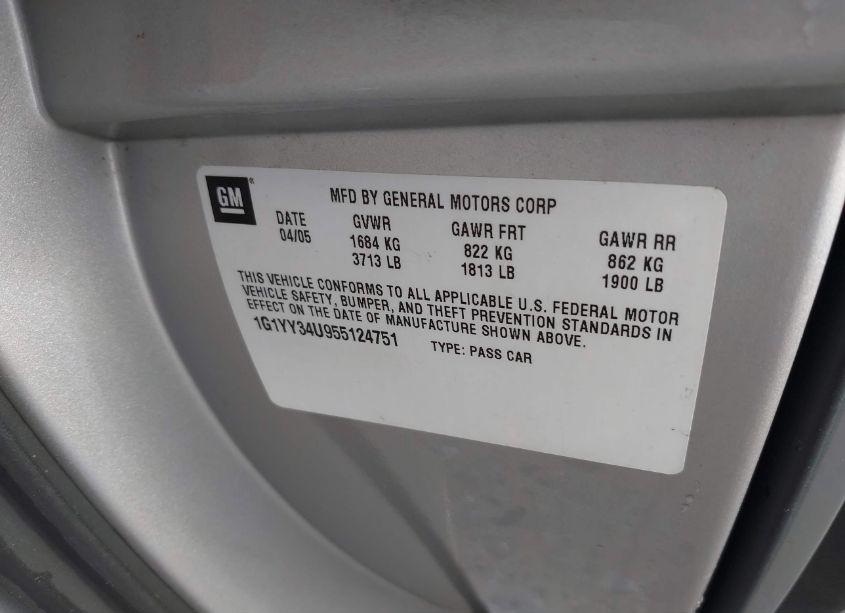 GM®
MFD BY GENERAL MOTORS CORP
DATE GVWR GAWR FRT GAWR RR
04/05 1684 KG 822 KG 862 KG
3713 LB 1813 LB 1900 LB
THIS VEHICLE CONFORMS TO ALL APPLICABLE U.S. FEDERAL MOTOR
VEHICLE SAFETY, BUMPER, AND THEFT PREVENTION STANDARDS IN
EFFECT ON THE DATE OF MANUFACTURE SHOWN ABOVE.
1G1YY34U955124751 TYPE: PASS CAR